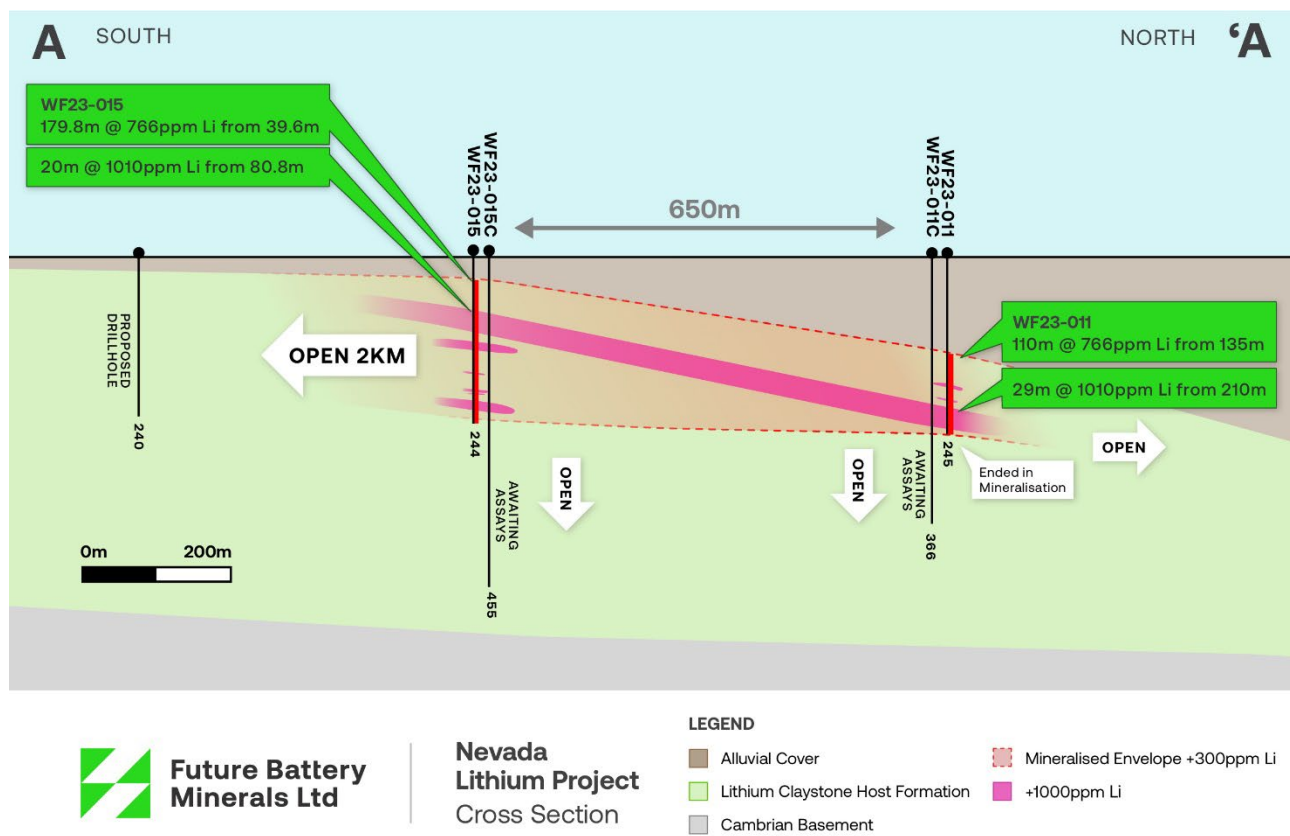 A SOUTH
NORTH ‘A
WF23-015
179.8m @ 766ppm Li from 39.6m
20m @ 1010ppm Li from 80.8m
WF23-015
WF23-015C
650m
WF23-011C
WF23-011
WF23-011
110m @ 766ppm Li from 135m
29m @ 1010ppm Li from 210m
PROPOSED
DRILLHOLE
240
OPEN 2KM
244
OPEN
AWAITING
ASSAYS
455
OPEN
AWAITING
ASSAYS
366
245
Ended in
Mineralisation
OPEN
0m 200m
Future Battery
Minerals Ltd
Nevada
Lithium Project
Cross Section
LEGEND
Alluvial Cover
Lithium Claystone Host Formation
Cambrian Basement
Mineralised Envelope +300ppm Li
+1000ppm Li